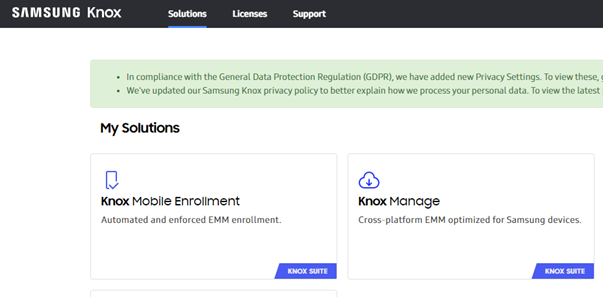 SAMSUNG Knox Solutions Licenses Support
In compliance with the General Data Protection Regulation (GDPR), we have added new Privacy Settings. To view these,
We've updated our Samsung Knox privacy policy to better explain how we process your personal data. To view the latest
My Solutions
Knox Mobile Enrollment
Automated and enforced EMM enrollment.
KNOX SUITE
Knox Manage
Cross-platform EMM optimized for Samsung devices.
KNOX SUITE